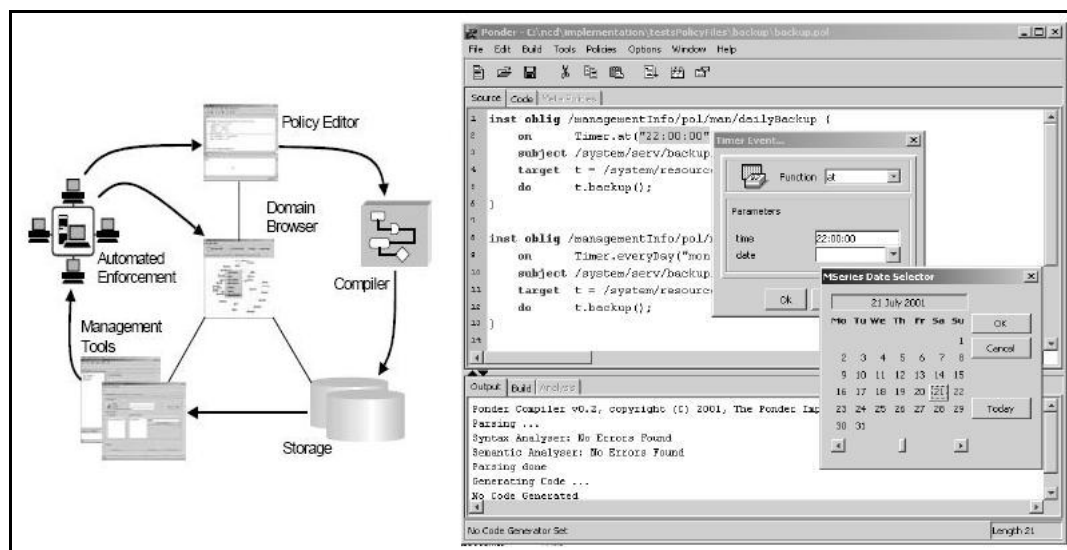 Policy Editor
Domain
Browser
Automated
Enforcement
Compiler
Management
Tools
Storage
Ponder - C:\ncd\implementation\testsPolicyFiles\backup\backup.pol
File Edit Build Tools Policies Options Window Help
Source Code Meta-Policies
1 inst oblig /managementInfo/pol/man/dailyBackup {
2 on Timer.at("22:00:00"
3 subject /system/serv/backup
4 target t = /system/resource
5 do t.backup();
6 }
7
8 inst oblig /managementInfo/pol/
9 on Timer.everyDay("mon
10 subject /system/serv/backup
11 target t = /system/resource
12 do t.backup();
13 }
14
Timer Event...
Function at
Parameters
time 22:00:00
date
Ok
MSeries Date Selector
21 July 2001
Mo Tu We Th Fr Sa Su
1
2 3 4 5 6 7 8
9 10 11 12 13 14 15
16 17 18 19 20 21 22
23 24 25 26 27 28 29
30 31
OK
Cancel
Today
Output Build Analysis
Ponder Compiler v0.2, copyright (C) 2001, The Ponder Imp
Parsing ...
Syntax Analyser: No Errors Found
Semantic Analyser: No Errors Found
Parsing done
Generating Code ...
No Code Generated
No Code Generator Set
Length 21